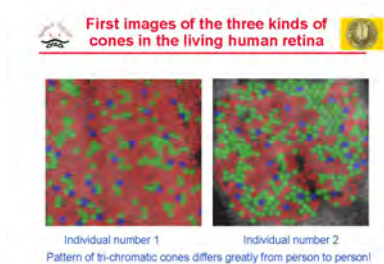 First images of the three kinds of
cones in the living human retina
Individual number 1
Individual number 2
Pattern of tri-chromatic cones differs greatly from person to person!